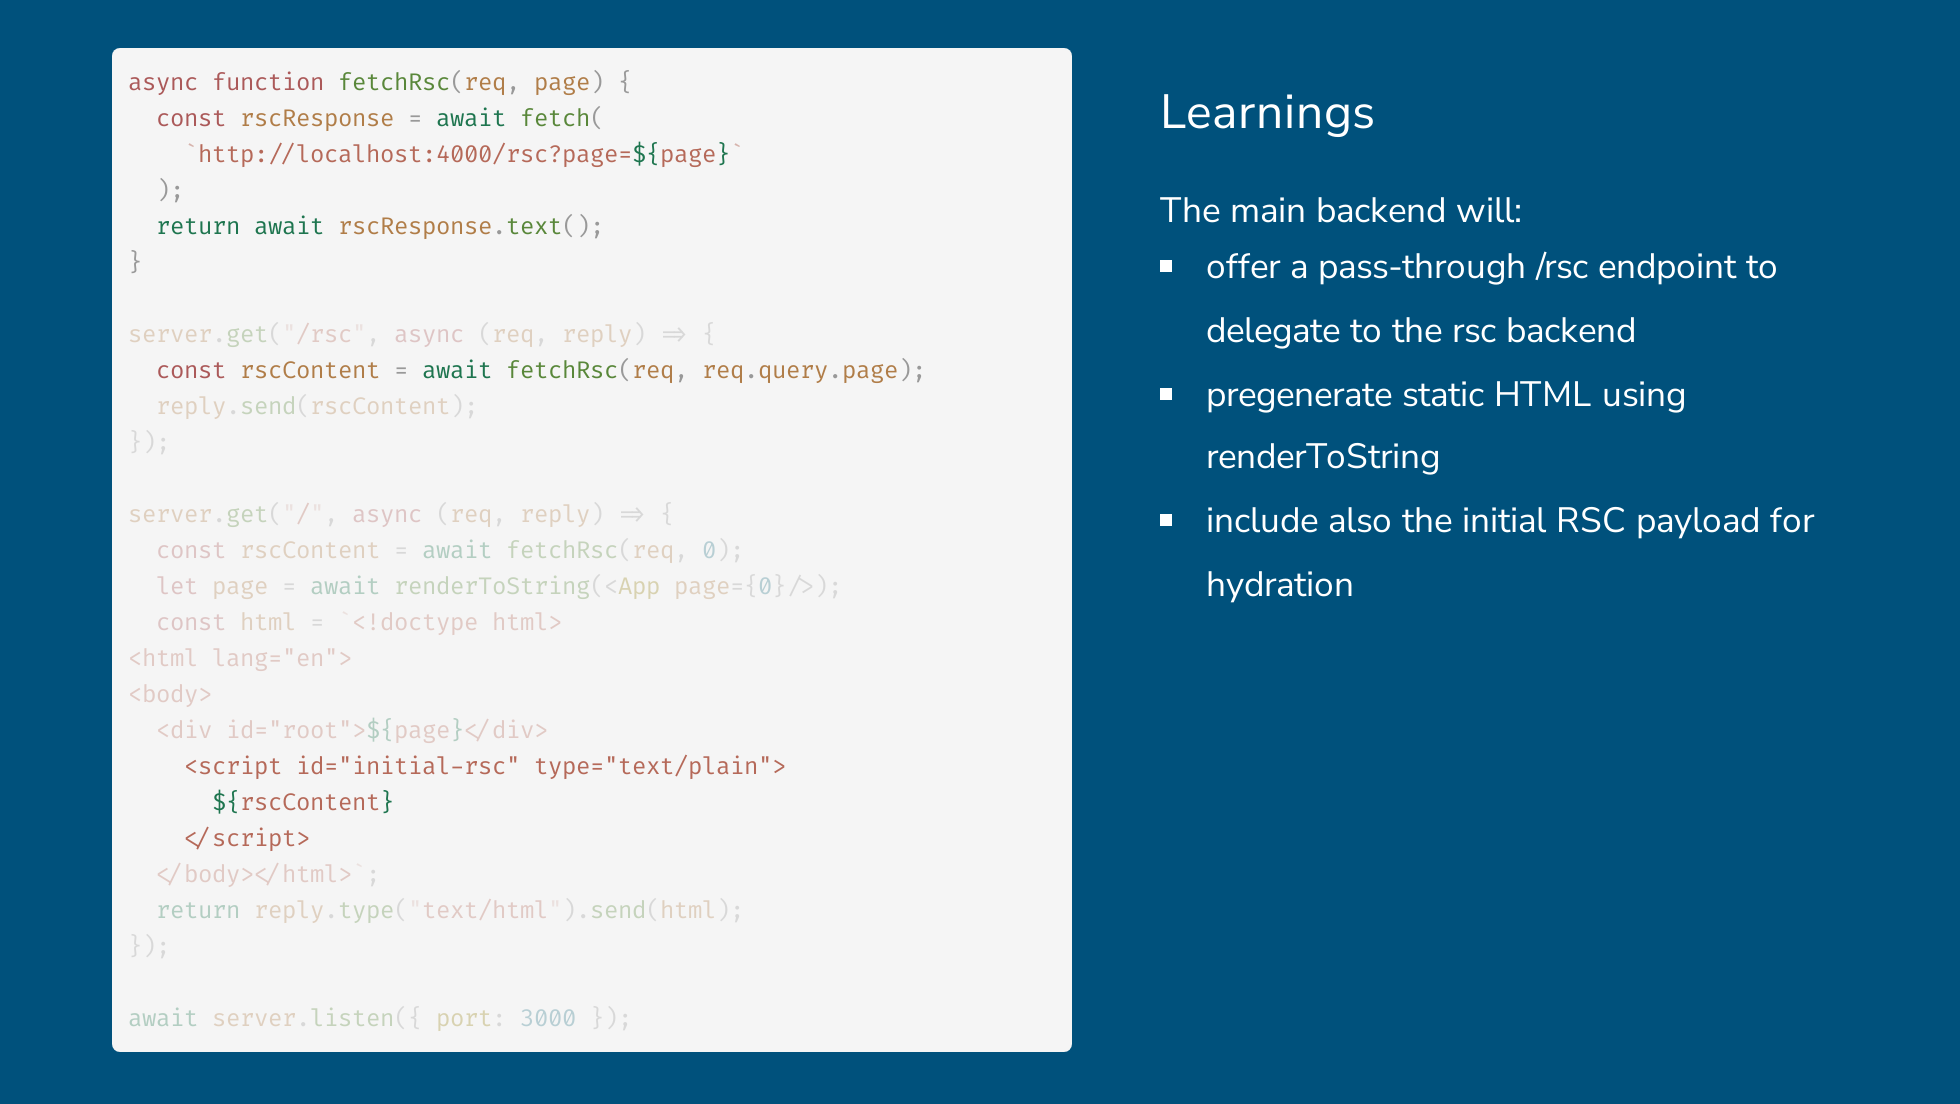 async function fetchRsc(req, page) {
  const rscResponse = await fetch(
    `http://localhost:4000/rsc?page=${page}`
  );
  return await rscResponse.text();
}

server.get("/rsc", async (req, reply) => {
  const rscContent = await fetchRsc(req, req.query.page);
  reply.send(rscContent);
});

server.get("/", async (req, reply) => {
  const rscContent = await fetchRsc(req, 0);
  let page = await renderToString(<App page={0}/>);
  const html = `<!doctype html>
<html lang="en">
<body>
  <div id="root">${page}</div>
    <script id="initial-rsc" type="text/plain">
      ${rscContent}
    </script>
  </body></html>`;
  return reply.type("text/html").send(html);
});

await server.listen({ port: 3000 });
Learnings
The main backend will:
▪ offer a pass-through /rsc endpoint to
delegate to the rsc backend
▪ pregenerate static HTML using
renderToString
▪ include also the initial RSC payload for
hydration